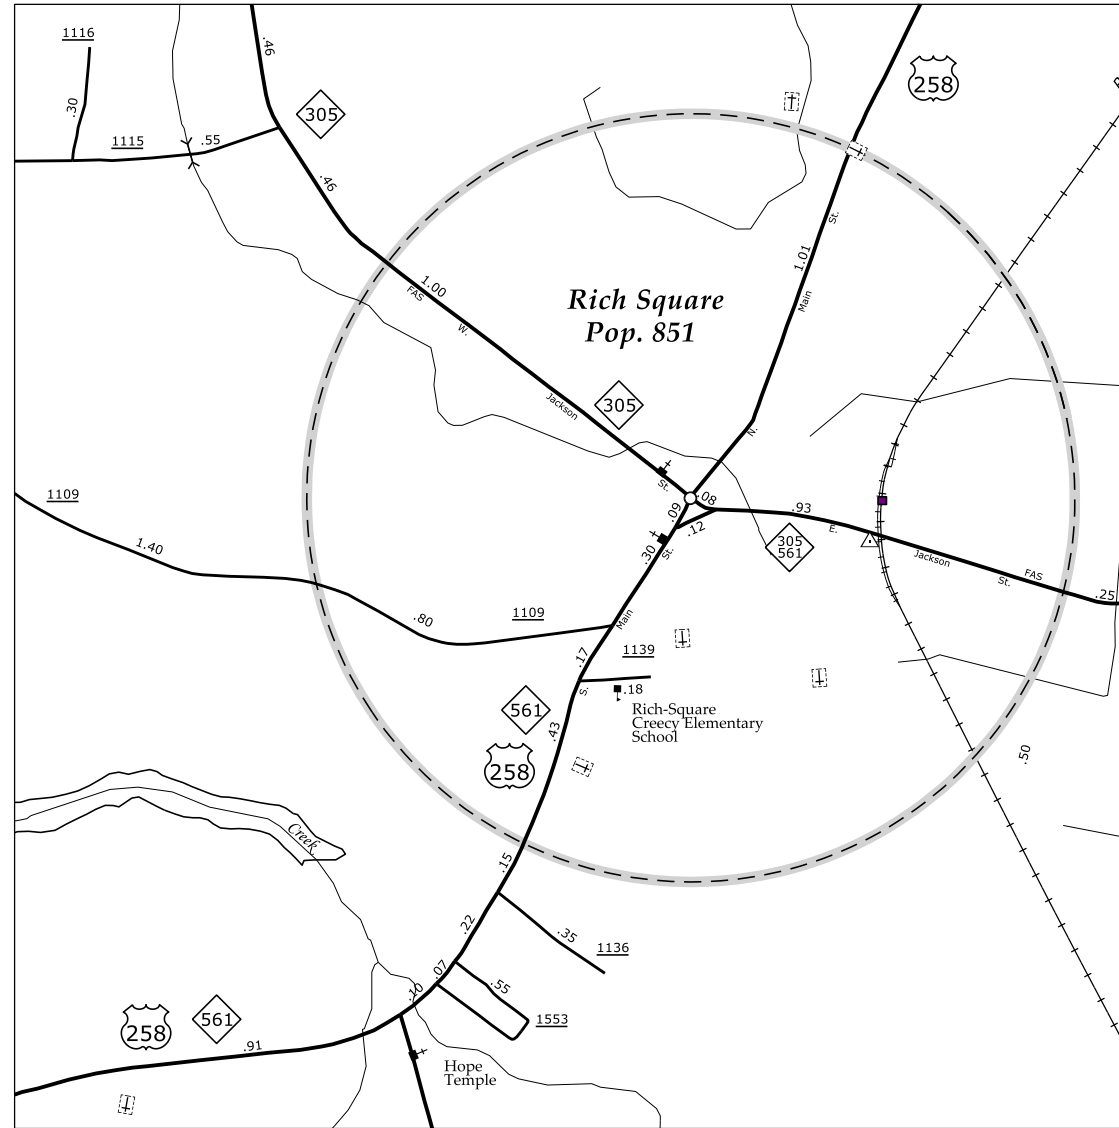 1116
.46
258
.30
305
1115
.55
.46
St.
1.01
1.00
FAS
W.
Main
Rich Square
Pop. 851
305
Jackson
N.
St.
1109
.08
.09
.93
.12
E.
305
561
1.40
.30
St.
Jackson
FAS
St.
.25
.80
1109
Main
.17
1139
S.
.18
561
Rich-Square
Creecy Elementary
School
.43
258
.50
Creek
.15
.22
.35
1136
.07
.55
.10
258
561
1553
.91
Hope
Temple